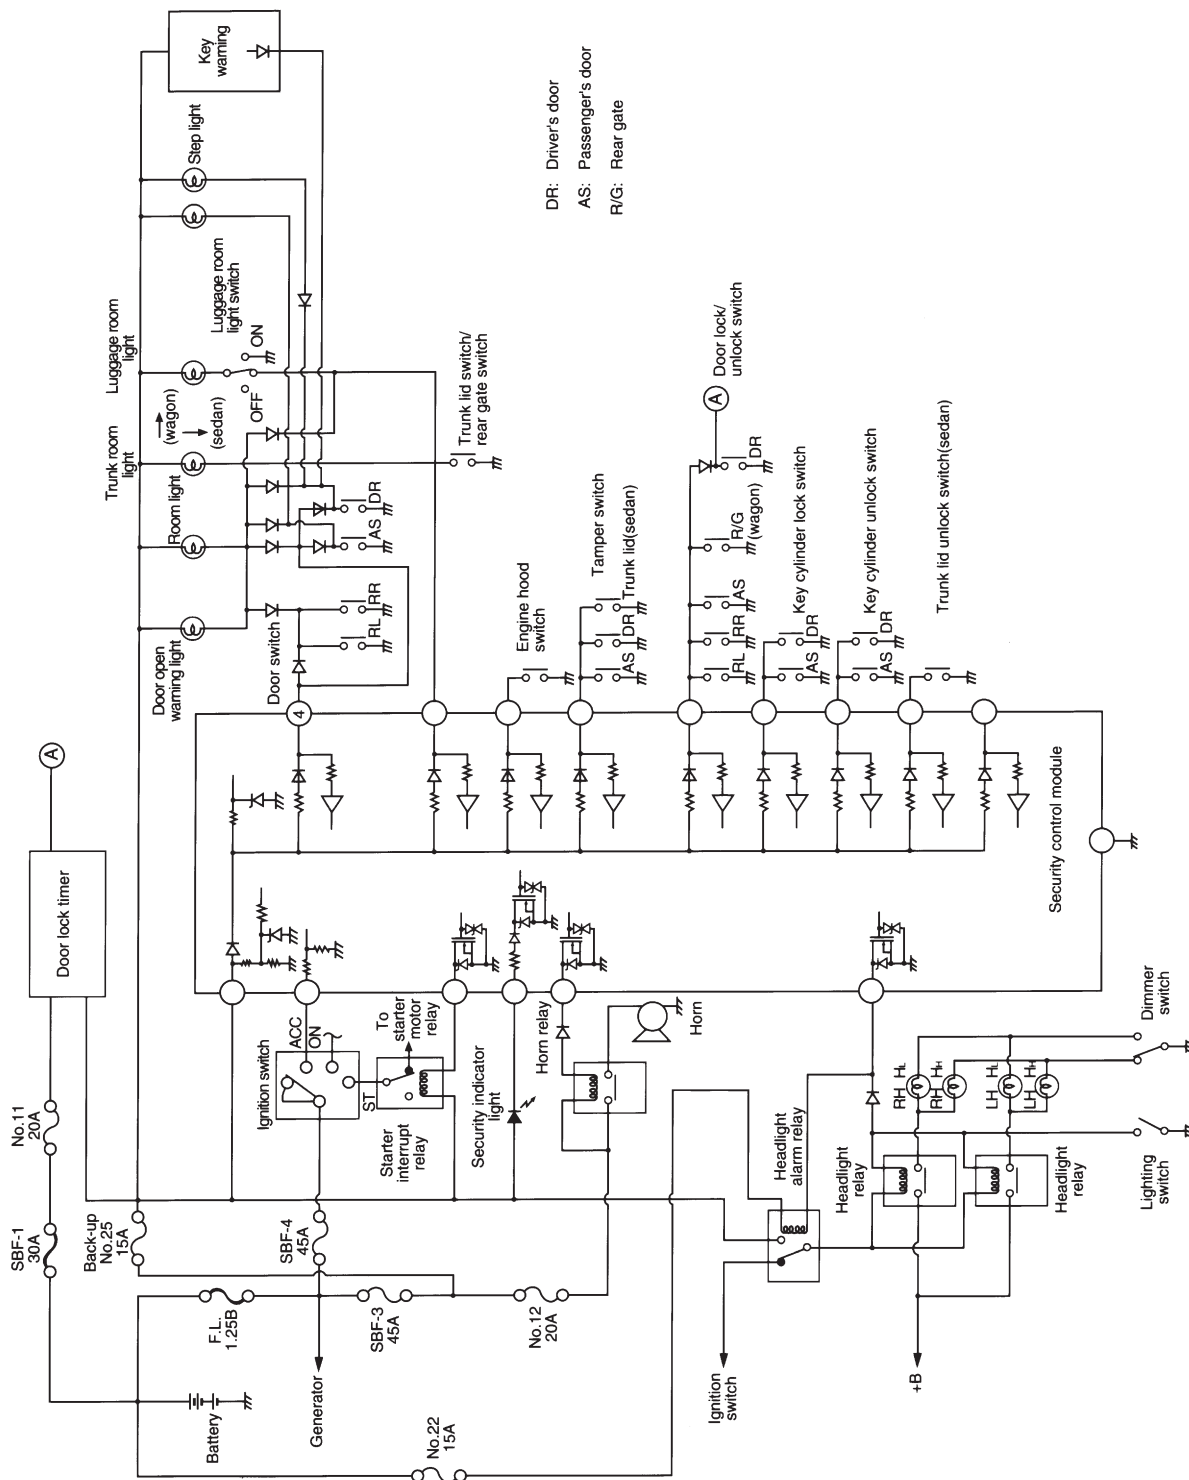 Key
warning
Step light
Luggage room
light switch
ON
OFF
Luggage room
light
(wagon)
(sedan)
Trunk room
light
Room light
Door open
warning light
Door switch
RL
RR
AS
DR
Trunk lid switch/
rear gate switch
DR: Driver's door
AS: Passenger's door
R/G: Rear gate
A
Door lock/
unlock switch
Engine hood
switch
Tamper switch
AS
DR
Trunk lid(sedan)
RL
RR
AS
R/G
(wagon)
DR
Key cylinder lock switch
AS
DR
Key cylinder unlock switch
AS
DR
Trunk lid unlock switch(sedan)
4
A
Door lock timer
Security control module
No.11
20A
SBF-1
30A
Back-up
No.25
15A
Ignition switch
ACC
ON
ST
To
starter
motor
relay
Starter
interrupt
relay
Security indicator
light
Horn relay
Horn
SBF-4
45A
F.L.
1.25B
SBF-3
45A
No.12
20A
Battery
Generator
No.22
15A
Headlight
alarm relay
Ignition
switch
Headlight
relay
Headlight
relay
RH HL
RH HH
LH HL
LH HH
Dimmer
switch
Lighting
switch
+B